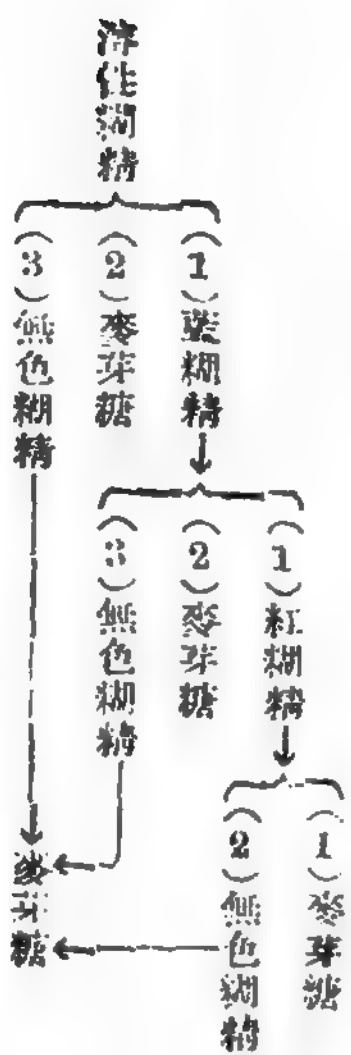 溶性糊精
(1)藍糊精
(2)麥芽糖
(3)無色糊精
(1)紅糊精
(2)麥芽糖
(3)無色糊精
(1)麥芽糖
(2)無色糊精
麥芽糖